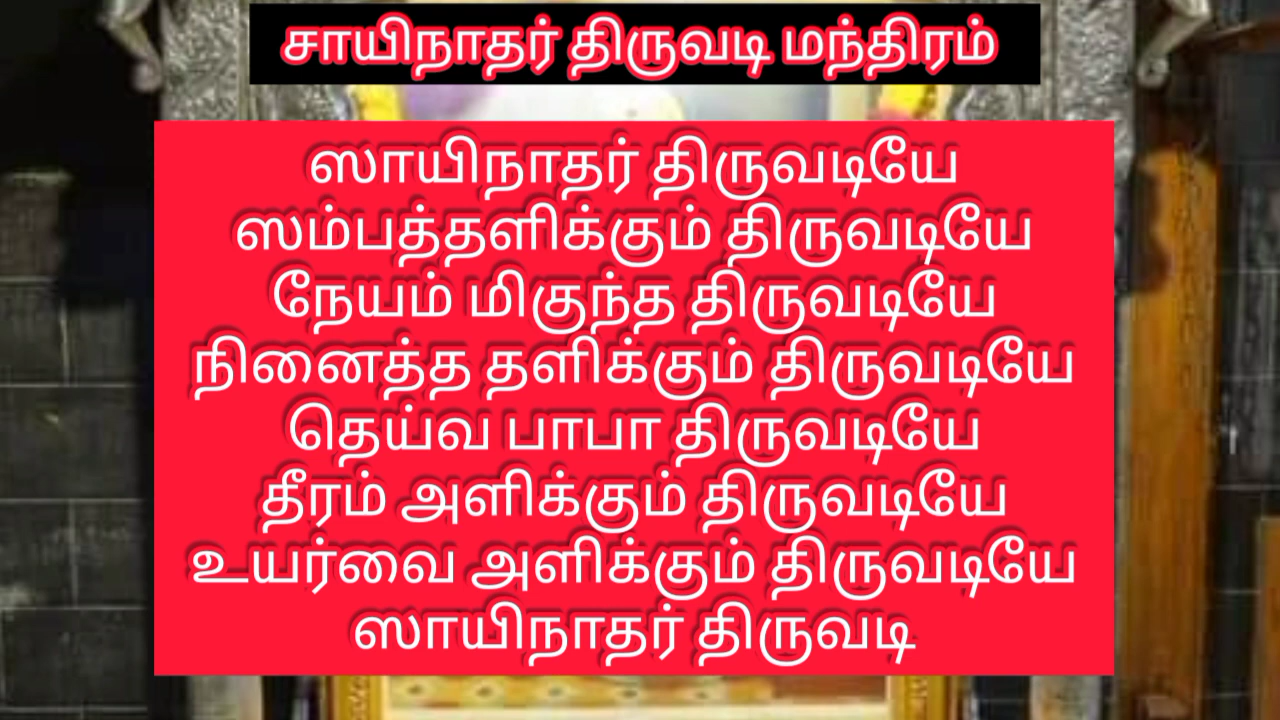 சாயிநாதர் திருவடி மந்திரம்
ஸாயிநாதர் திருவடியே
ஸம்பத்தளிக்கும் திருவடியே
நேயம் மிகுந்த திருவடியே
நினைத்த தளிக்கும் திருவடியே
தெய்வ பாபா திருவடியே
தீரம் அளிக்கும் திருவடியே
உயர்வை அளிக்கும் திருவடியே
ஸாயிநாதர் திருவடி